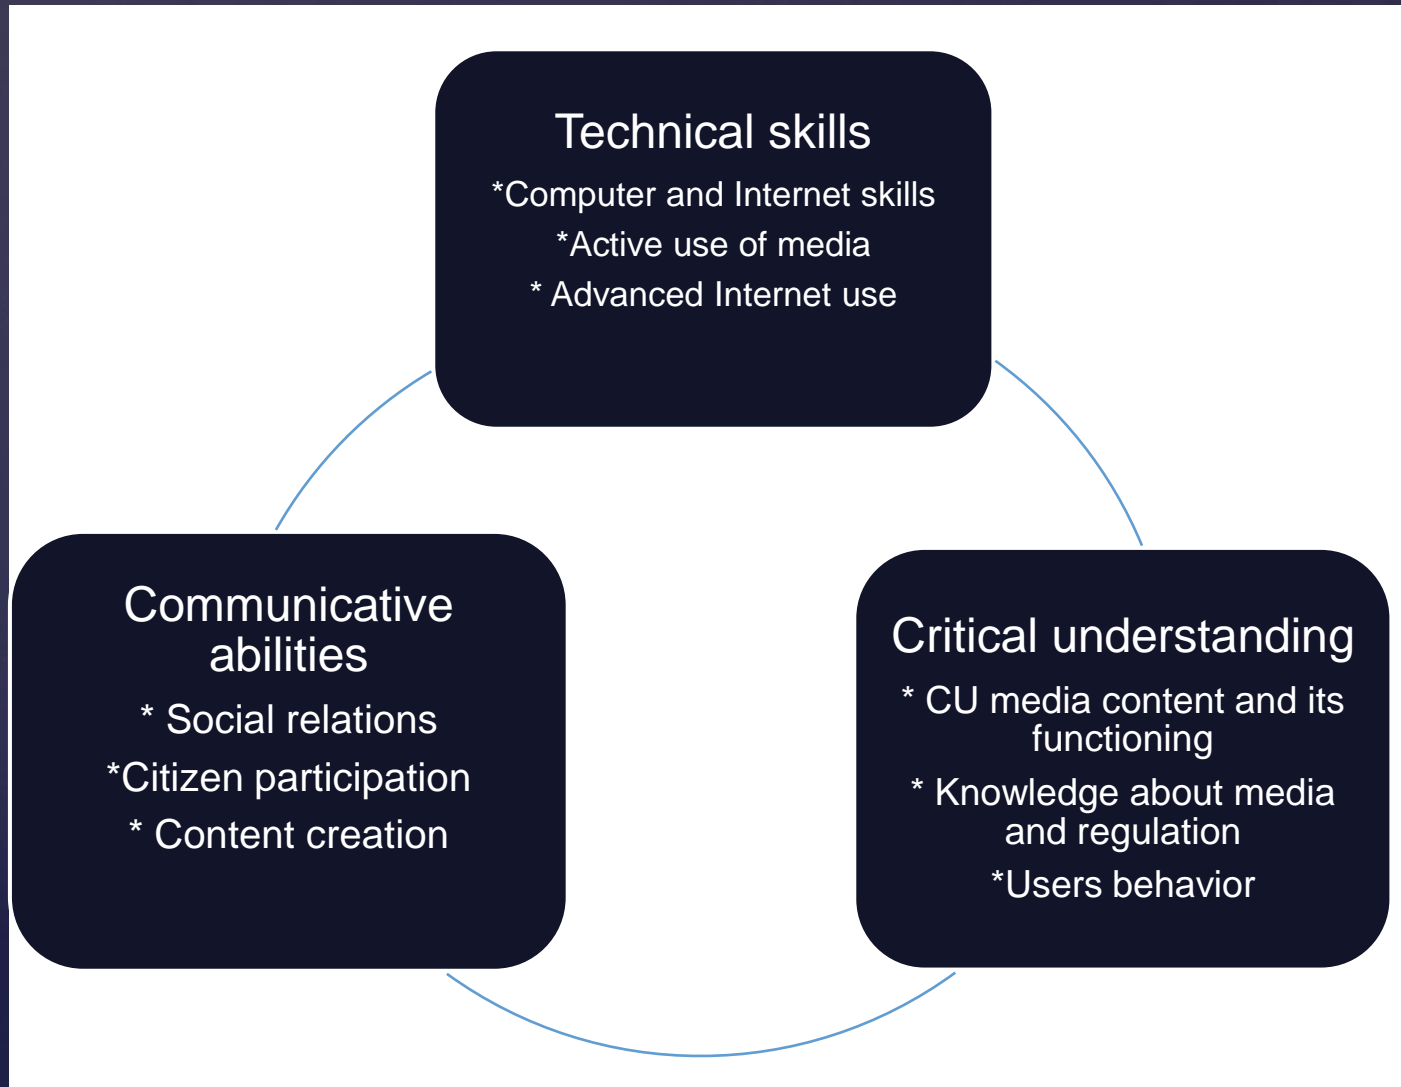 Technical skills
*Computer and Internet skills
*Active use of media
* Advanced Internet use
Communicative
abilities
* Social relations
*Citizen participation
* Content creation
Critical understanding
* CU media content and its
functioning
* Knowledge about media
and regulation
*Users behavior